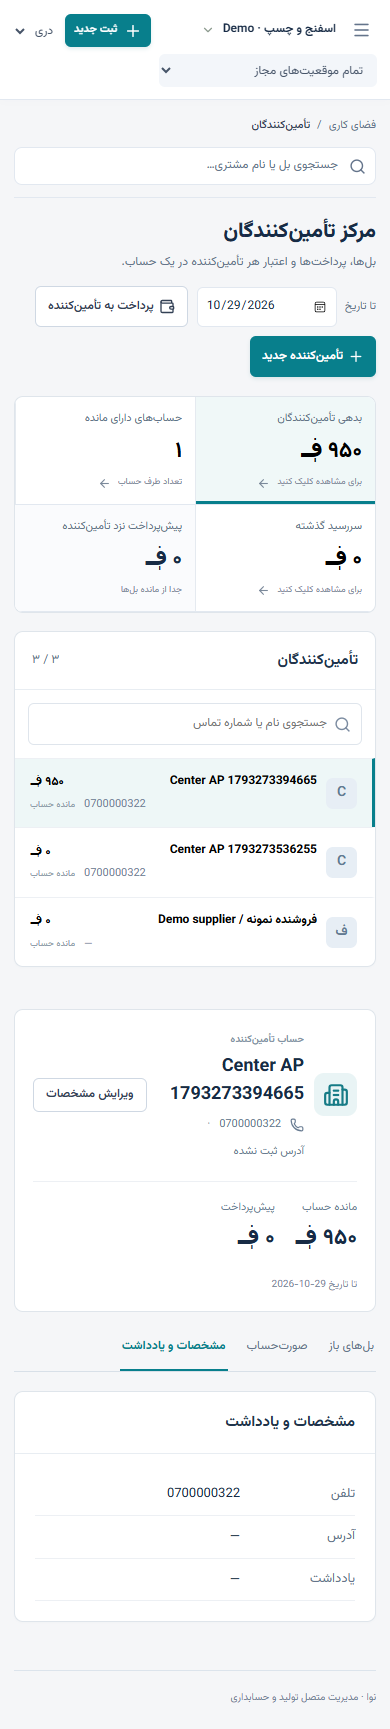 اسفنج و چسپ · Demo
ثبت جدید
دری
تمام موقعیت‌های مجاز
فضای کاری / تأمین‌کنندگان
جستجوی بل یا نام مشتری...
مرکز تأمین‌کنندگان
بل‌ها، پرداخت‌ها و اعتبار هر تأمین‌کننده در یک حساب.
تا تاریخ
10/29/2026
پرداخت به تأمین‌کننده
تأمین‌کننده جدید
بدهی تأمین‌کنندگان
۹۵۰ ؋
برای مشاهده کلیک کنید
حساب‌های دارای مانده
۱
تعداد طرف حساب
سررسید گذشته
۰ ؋
برای مشاهده کلیک کنید
پیش‌پرداخت نزد تأمین‌کننده
۰ ؋
جدا از مانده بل‌ها
تأمین‌کنندگان
۳ / ۳
جستجوی نام یا شماره تماس
C
Center AP 1793273394665
۹۵۰ ؋
0700000322
مانده حساب
C
Center AP 1793273536255
۰ ؋
0700000322
مانده حساب
ف
فروشنده نمونه / Demo supplier
۰ ؋
—
مانده حساب
حساب تأمین‌کننده
Center AP
1793273394665
0700000322 ·
آدرس ثبت نشده
ویرایش مشخصات
مانده حساب
۹۵۰ ؋
پیش‌پرداخت
۰ ؋
تا تاریخ 2026-10-29
بل‌های باز
صورت‌حساب
مشخصات و یادداشت
مشخصات و یادداشت
تلفن
0700000322
آدرس
—
یادداشت
—
نوا · مدیریت متصل تولید و حسابداری